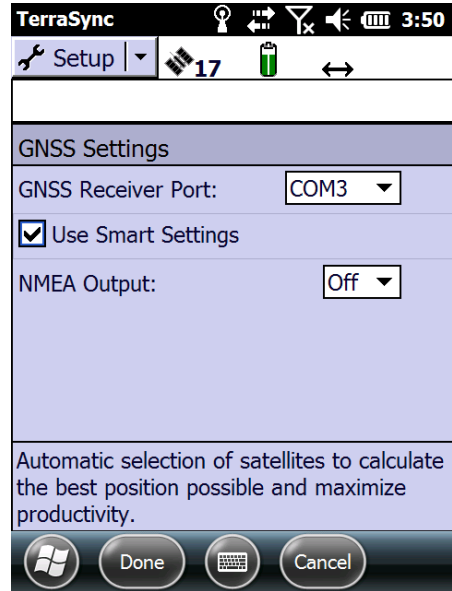 TerraSync 3:50
Setup 17
GNSS Settings
GNSS Receiver Port: COM3
Use Smart Settings
NMEA Output: Off
Automatic selection of satellites to calculate
the best position possible and maximize
productivity.
Done Cancel